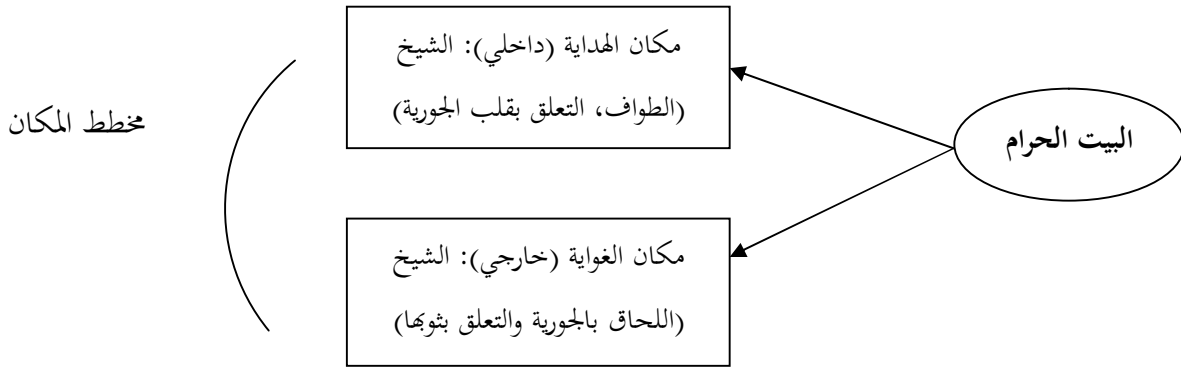 البيت الحرام
مكان الهداية (داخلي): الشيخ
(الطواف، التعلق بقلب الجورية)
مكان الغواية (خارجي): الشيخ
(اللحاق بالجورية والتعلق بثوبها)
مخطط المكان